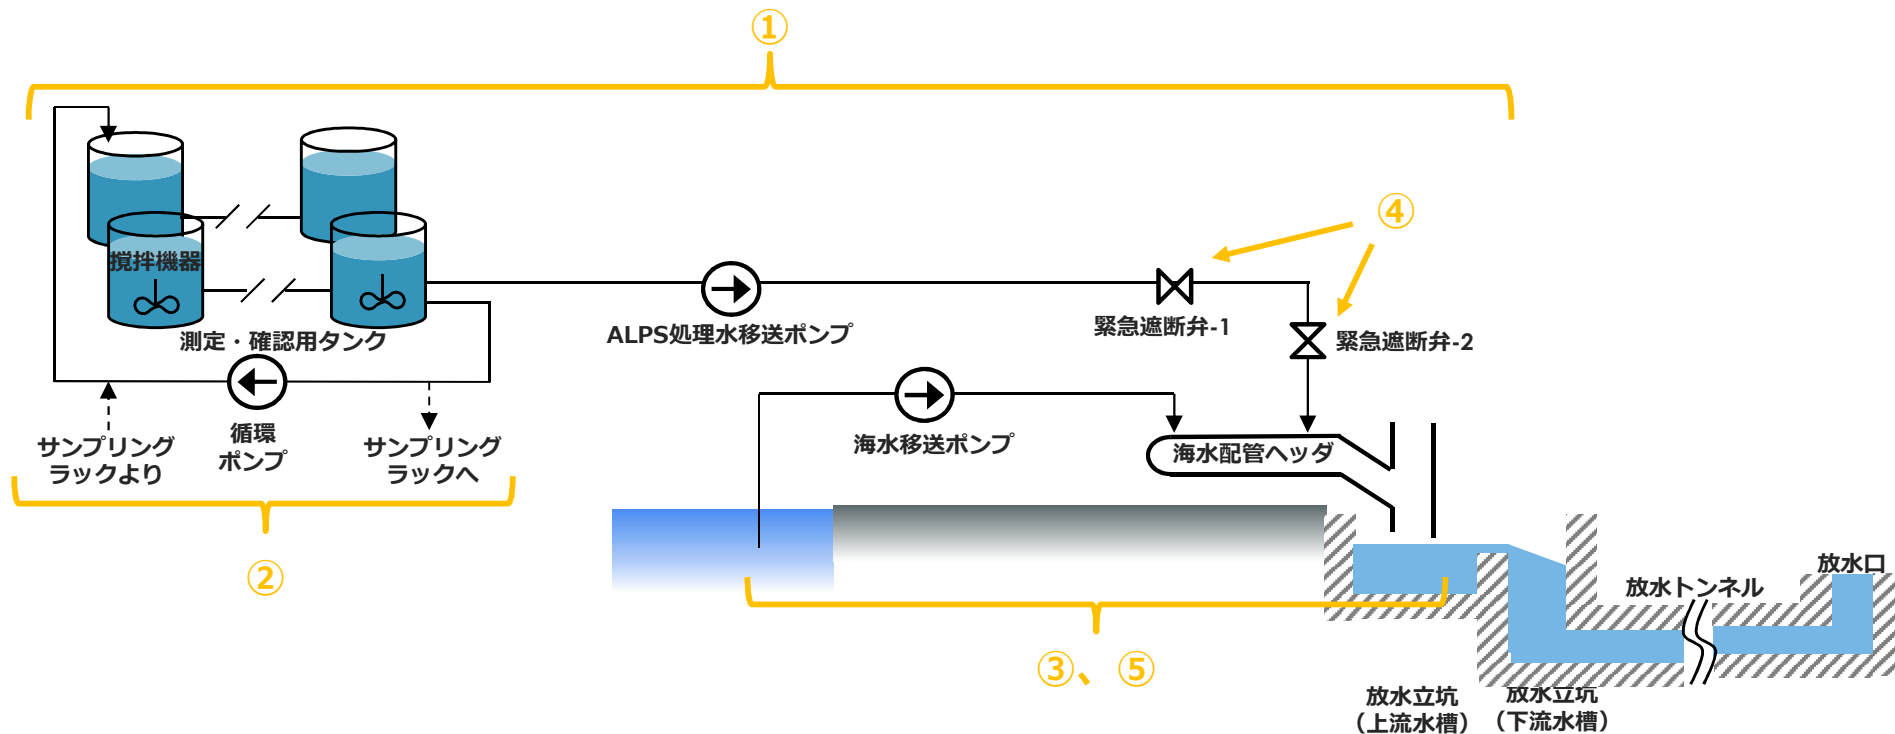 ①
④
撹拌機器
測定・確認用タンク
ALPS処理水移送ポンプ
緊急遮断弁-1
緊急遮断弁-2
循環
ポンプ
サンプリング
ラックより
サンプリング
ラックへ
海水移送ポンプ
海水配管ヘッダ
②
放水口
放水トンネル
③、⑤
放水立坑
（上流水槽）
放水立坑
（下流水槽）